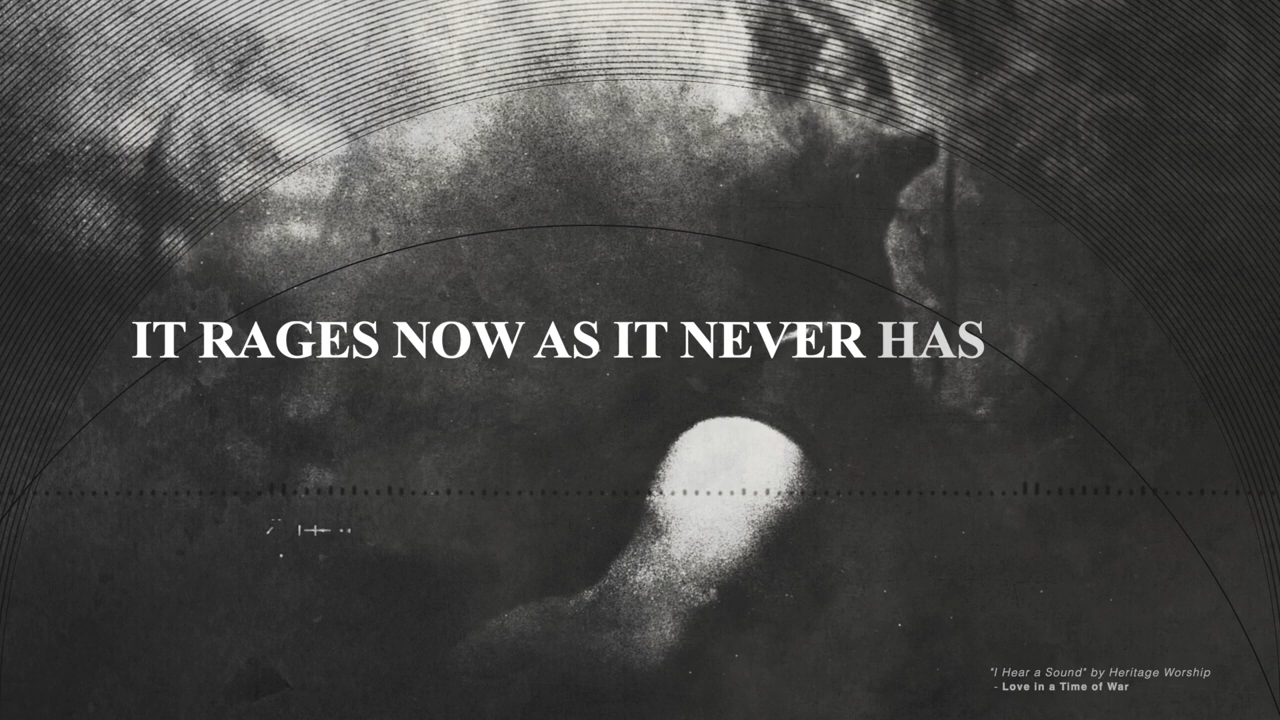 IT RAGES NOW AS IT NEVER HAS
"I Hear a Sound" by Heritage Worship
- Love in a Time of War